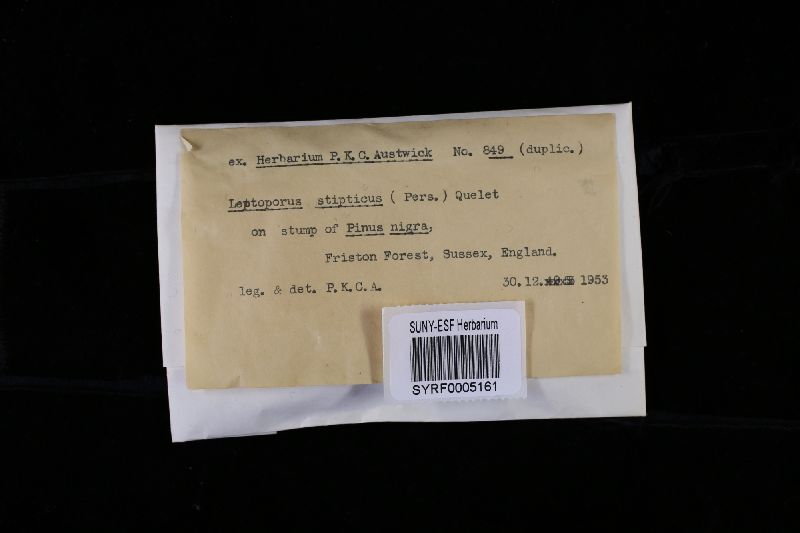 ex. Herbarium P.K.C. Austwick No. 849 (duplic.)
Leptoporus stipticus (Pers.) Quelet
on stump of Pinus nigra,
Friston Forest, Sussex, England.
leg. & det. P.K.C.A. 30.12. 1953
SUNY-ESF Herbarium
SYRF0005161